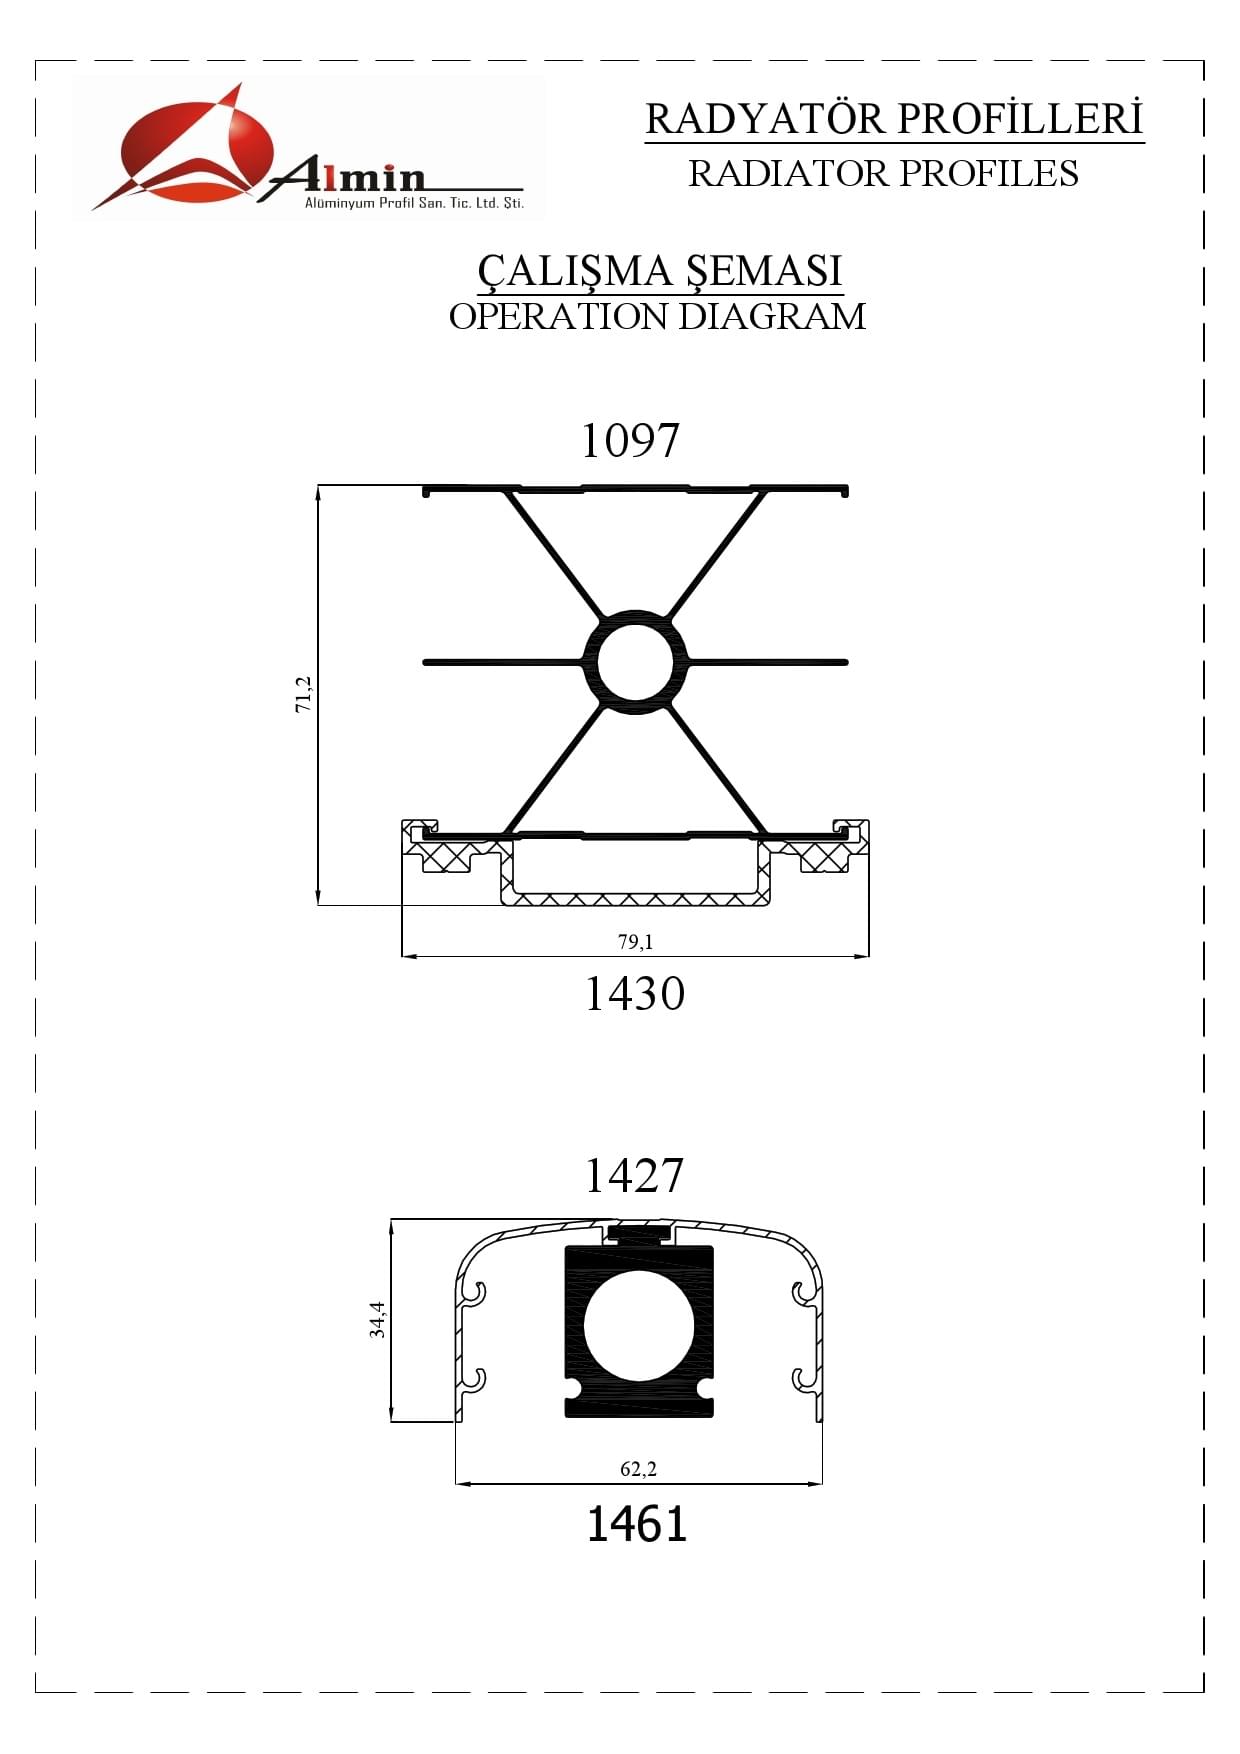 Almin
Alüminyum Profil San. Tic. Ltd. Şti.
RADYATÖR PROFİLLERİ
RADIATOR PROFILES
ÇALIŞMA ŞEMASI
OPERATION DIAGRAM
1097
71,2
79,1
1430
1427
34,4
62,2
1461